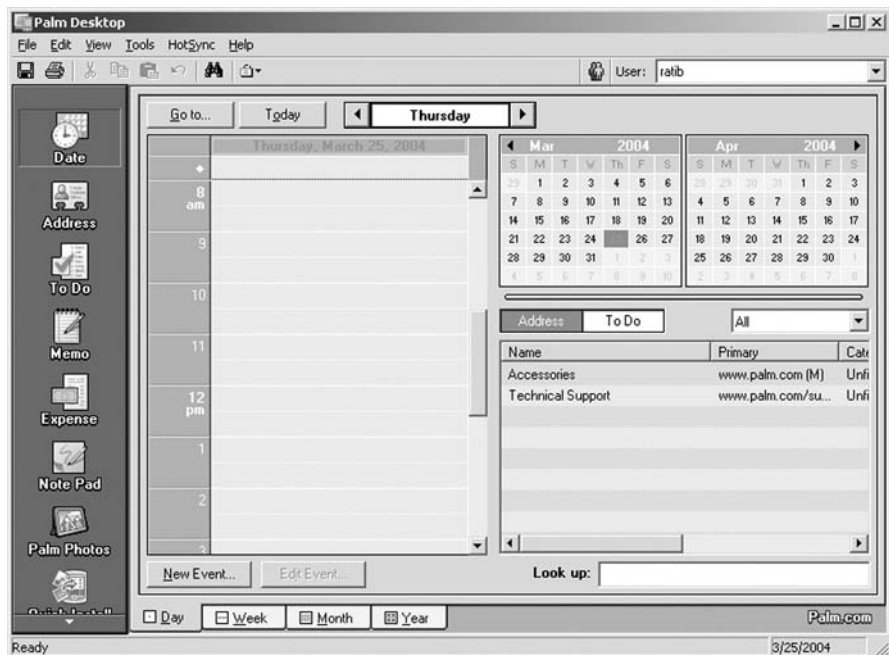 Palm Desktop
File Edit View Tools HotSync Help
User: ratib
Date
Address
To Do
Memo
Expense
Note Pad
Palm Photos
Quick Install
Go to... Today Thursday
Thursday, March 25, 2004
8 am
9
10
11
12 pm
1
2
3
New Event... Edit Event...
Mar 2004
S M T W Th F S
29 1 2 3 4 5 6
7 8 9 10 11 12 13
14 15 16 17 18 19 20
21 22 23 24 25 26 27
28 29 30 31 1 2 3
4 5 6 7 8 9 10
Apr 2004
S M T W Th F S
28 29 30 31 1 2 3
4 5 6 7 8 9 10
11 12 13 14 15 16 17
18 19 20 21 22 23 24
25 26 27 28 29 30 1
2 3 4 5 6 7 8
Address To Do All
Name Primary Cate
Accessories www.palm.com (M) Unfi
Technical Support www.palm.com/su... Unfi
Look up:
Day Week Month Year
Palm.com
Ready 3/25/2004